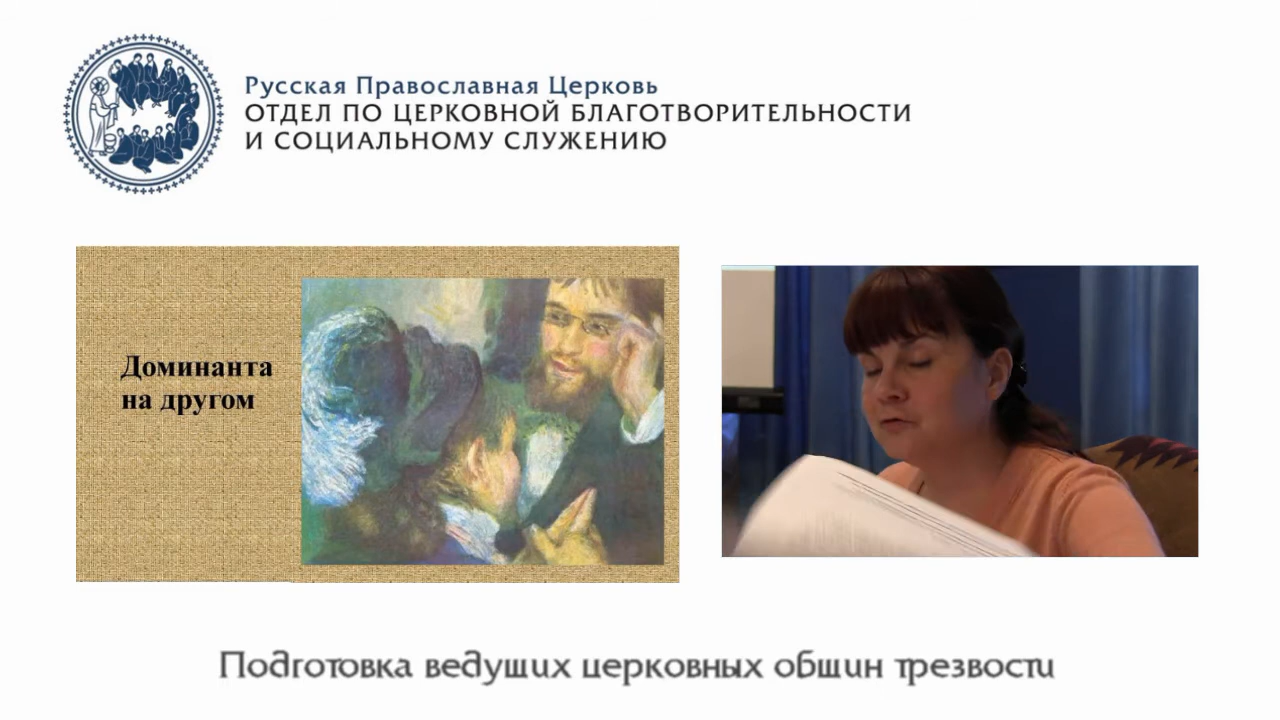 Русская Православная Церковь
ОТДЕЛ ПО ЦЕРКОВНОЙ БЛАГОТВОРИТЕЛЬНОСТИ
И СОЦИАЛЬНОМУ СЛУЖЕНИЮ
Доминанта
на другом
Подготовка ведущих церковных общин трезвости